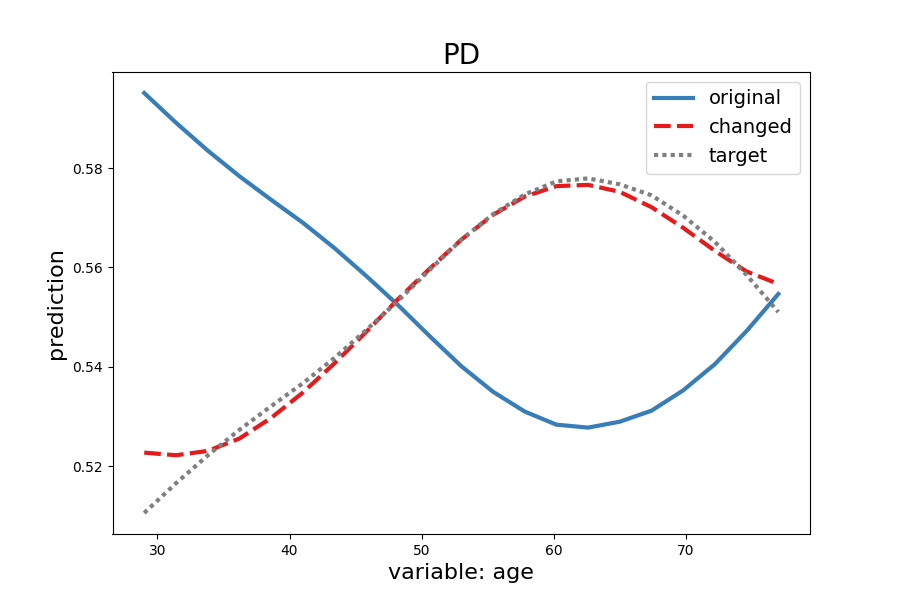 PD
original
changed
target
prediction
0.58
0.56
0.54
0.52
30 40 50 60 70
variable: age